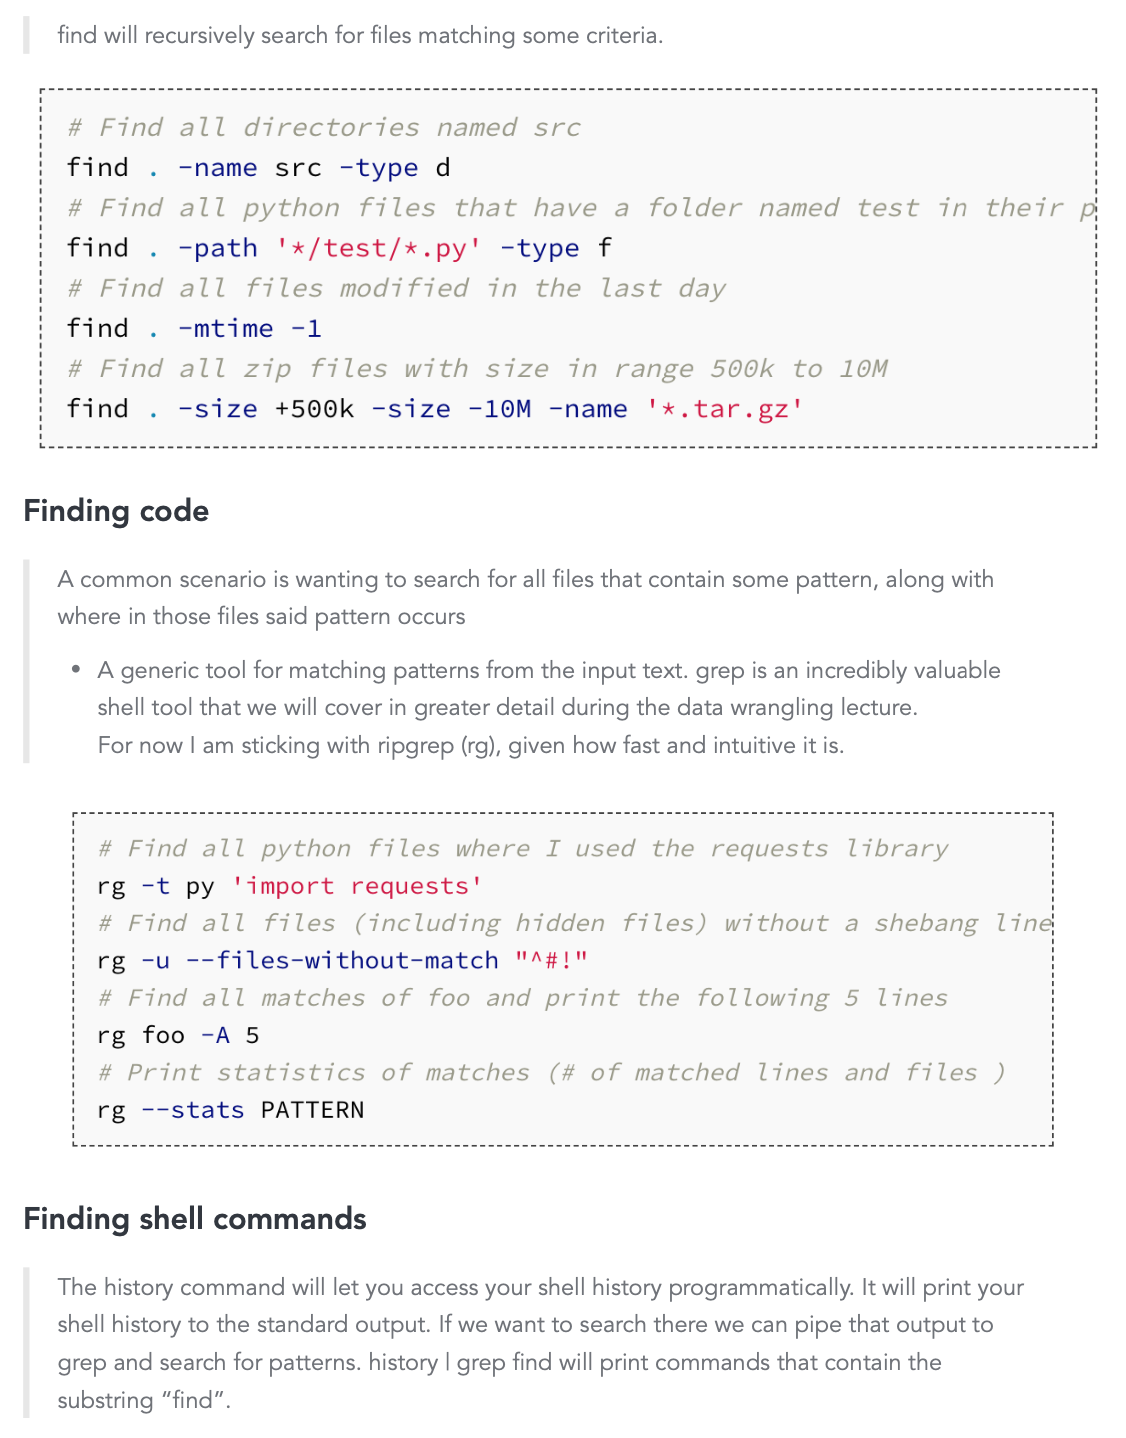 find will recursively search for files matching some criteria.
# Find all directories named src
find . -name src -type d
# Find all python files that have a folder named test in their p
find . -path '*/test/*.py' -type f
# Find all files modified in the last day
find . -mtime -1
# Find all zip files with size in range 500k to 10M
find . -size +500k -size -10M -name '*.tar.gz'
Finding code
A common scenario is wanting to search for all files that contain some pattern, along with
where in those files said pattern occurs
• A generic tool for matching patterns from the input text. grep is an incredibly valuable
shell tool that we will cover in greater detail during the data wrangling lecture.
For now I am sticking with ripgrep (rg), given how fast and intuitive it is.
# Find all python files where I used the requests library
rg -t py 'import requests'
# Find all files (including hidden files) without a shebang line
rg -u --files-without-match "^#!"
# Find all matches of foo and print the following 5 lines
rg foo -A 5
# Print statistics of matches (# of matched lines and files )
rg --stats PATTERN
Finding shell commands
The history command will let you access your shell history programmatically. It will print your
shell history to the standard output. If we want to search there we can pipe that output to
grep and search for patterns. history | grep find will print commands that contain the
substring “find”.